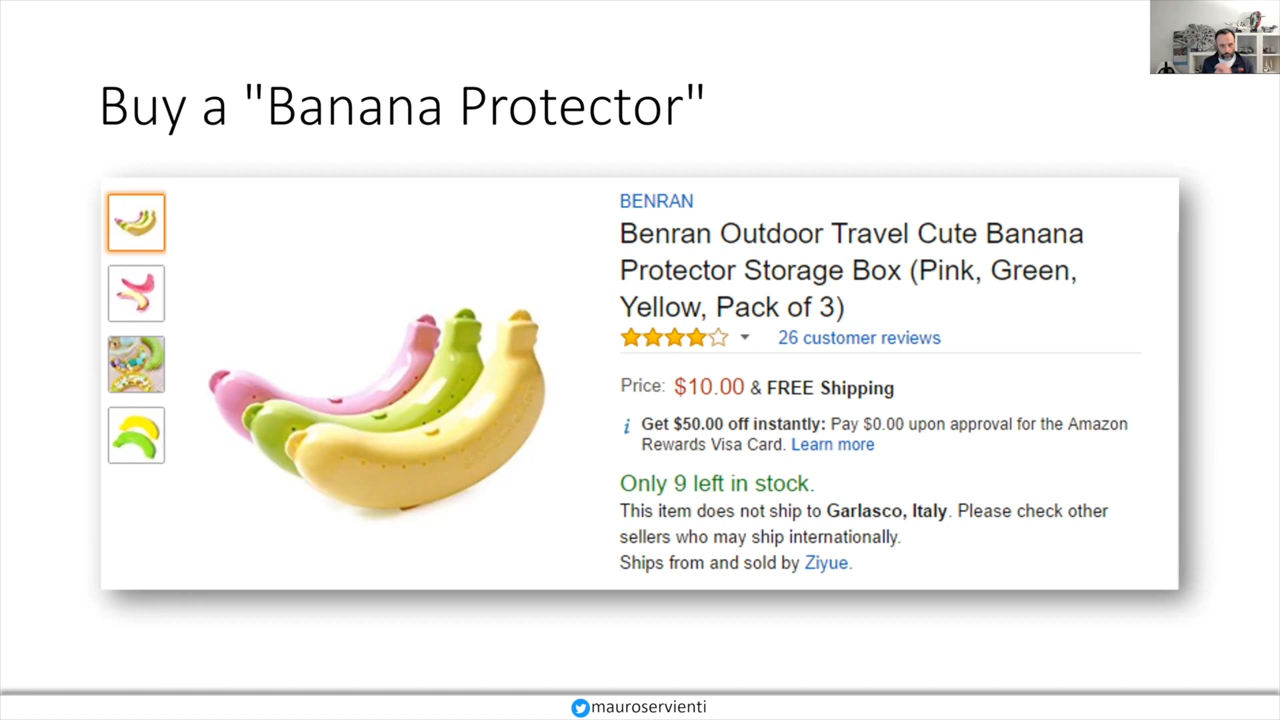 Buy a "Banana Protector"
BENRAN
Benran Outdoor Travel Cute Banana
Protector Storage Box (Pink, Green,
Yellow, Pack of 3)
26 customer reviews
Price: $10.00 & FREE Shipping
i Get $50.00 off instantly: Pay $0.00 upon approval for the Amazon
Rewards Visa Card. Learn more
Only 9 left in stock.
This item does not ship to Garlasco, Italy. Please check other
sellers who may ship internationally.
Ships from and sold by Ziyue.
mauroservienti